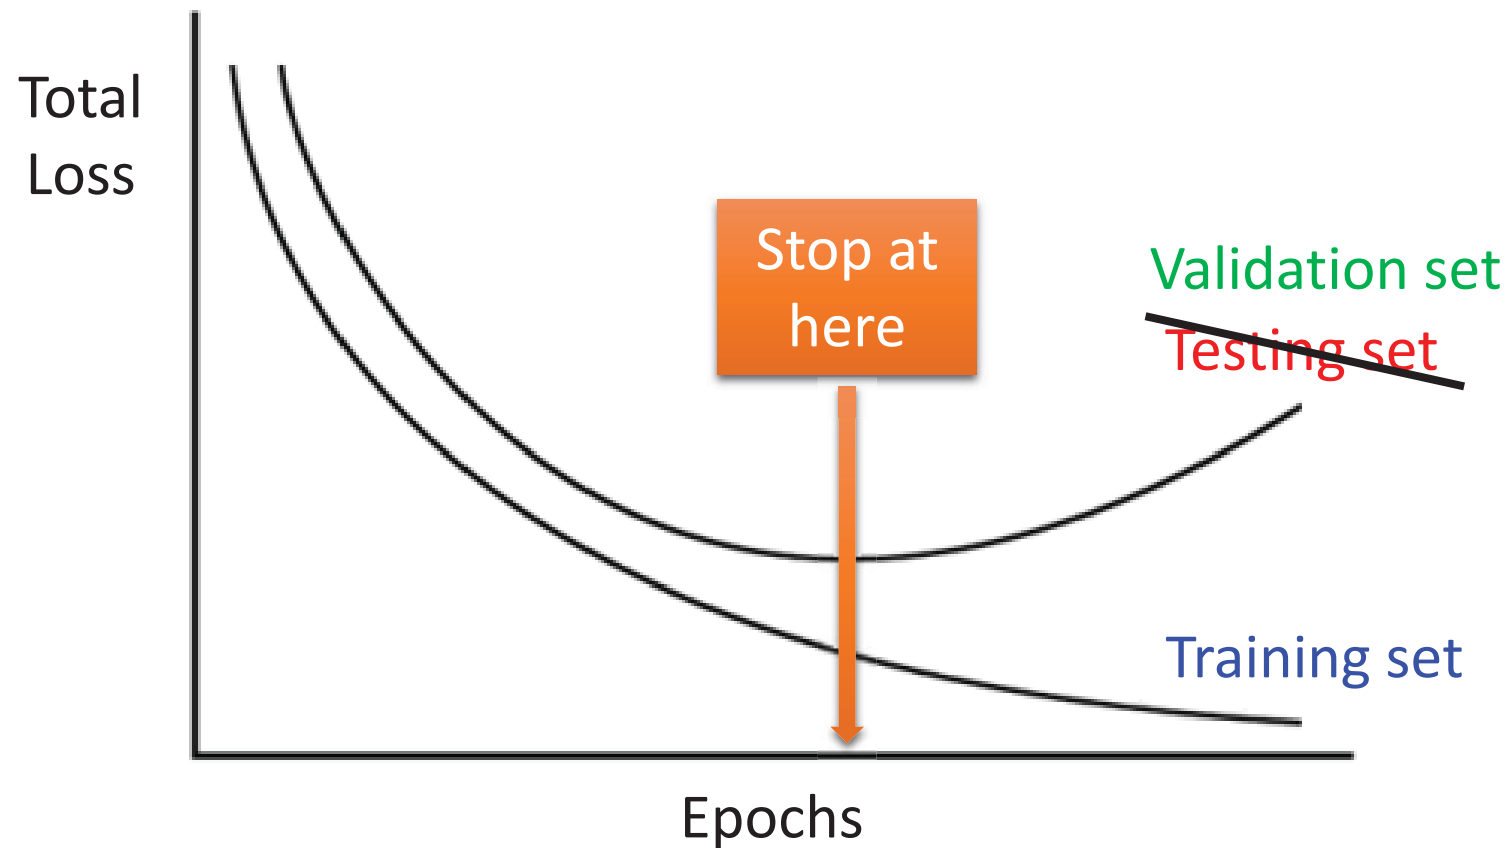 Total
Loss
Stop at
here
Validation set
Testing set
Training set
Epochs